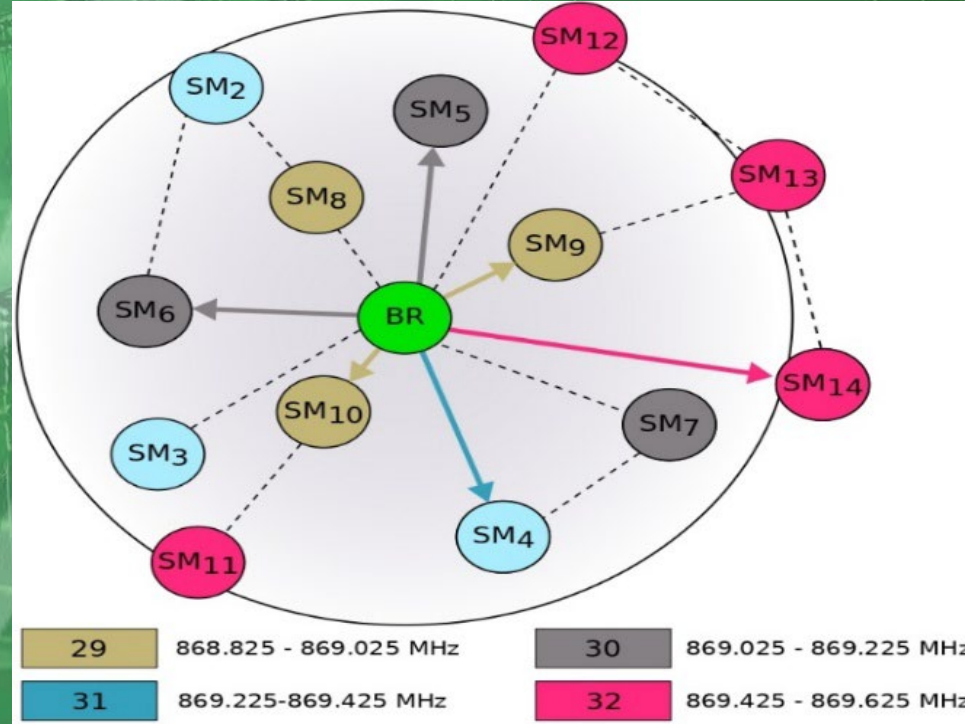 SM12
SM2
SM5
SM13
SM8
SM9
SM6
BR
SM14
SM10
SM7
SM3
SM4
SM11
29 868.825 - 869.025 MHz
30 869.025 - 869.225 MHz
31 869.225-869.425 MHz
32 869.425 - 869.625 MHz